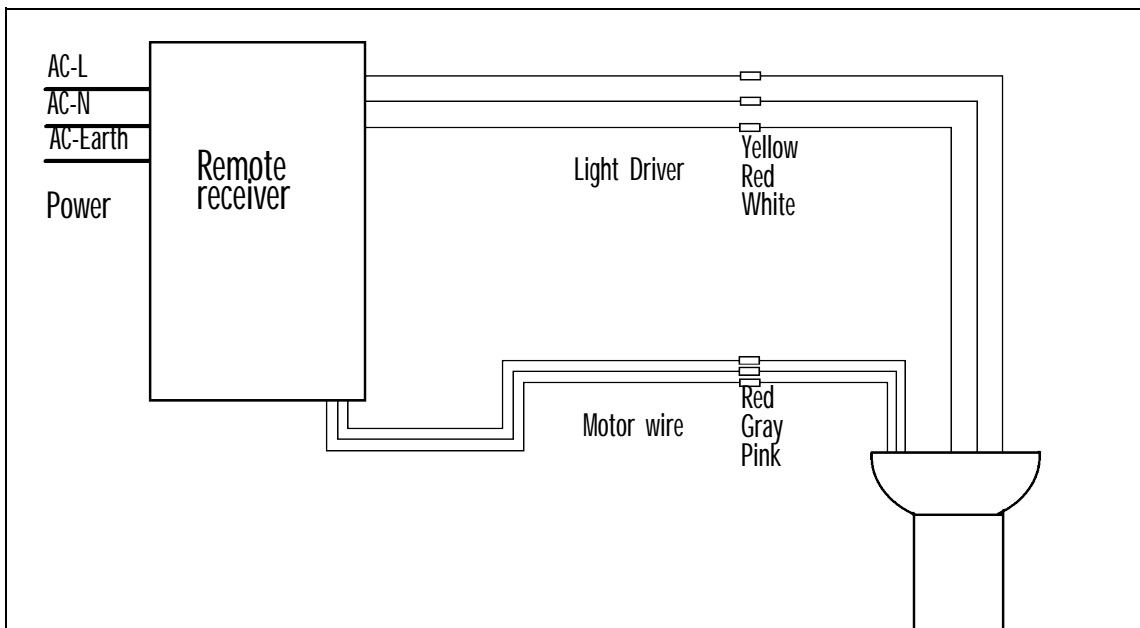 AC-L
AC-N
AC-Earth
Power
Remote
receiver
Light Driver
Yellow
Red
White
Motor wire
Red
Gray
Pink